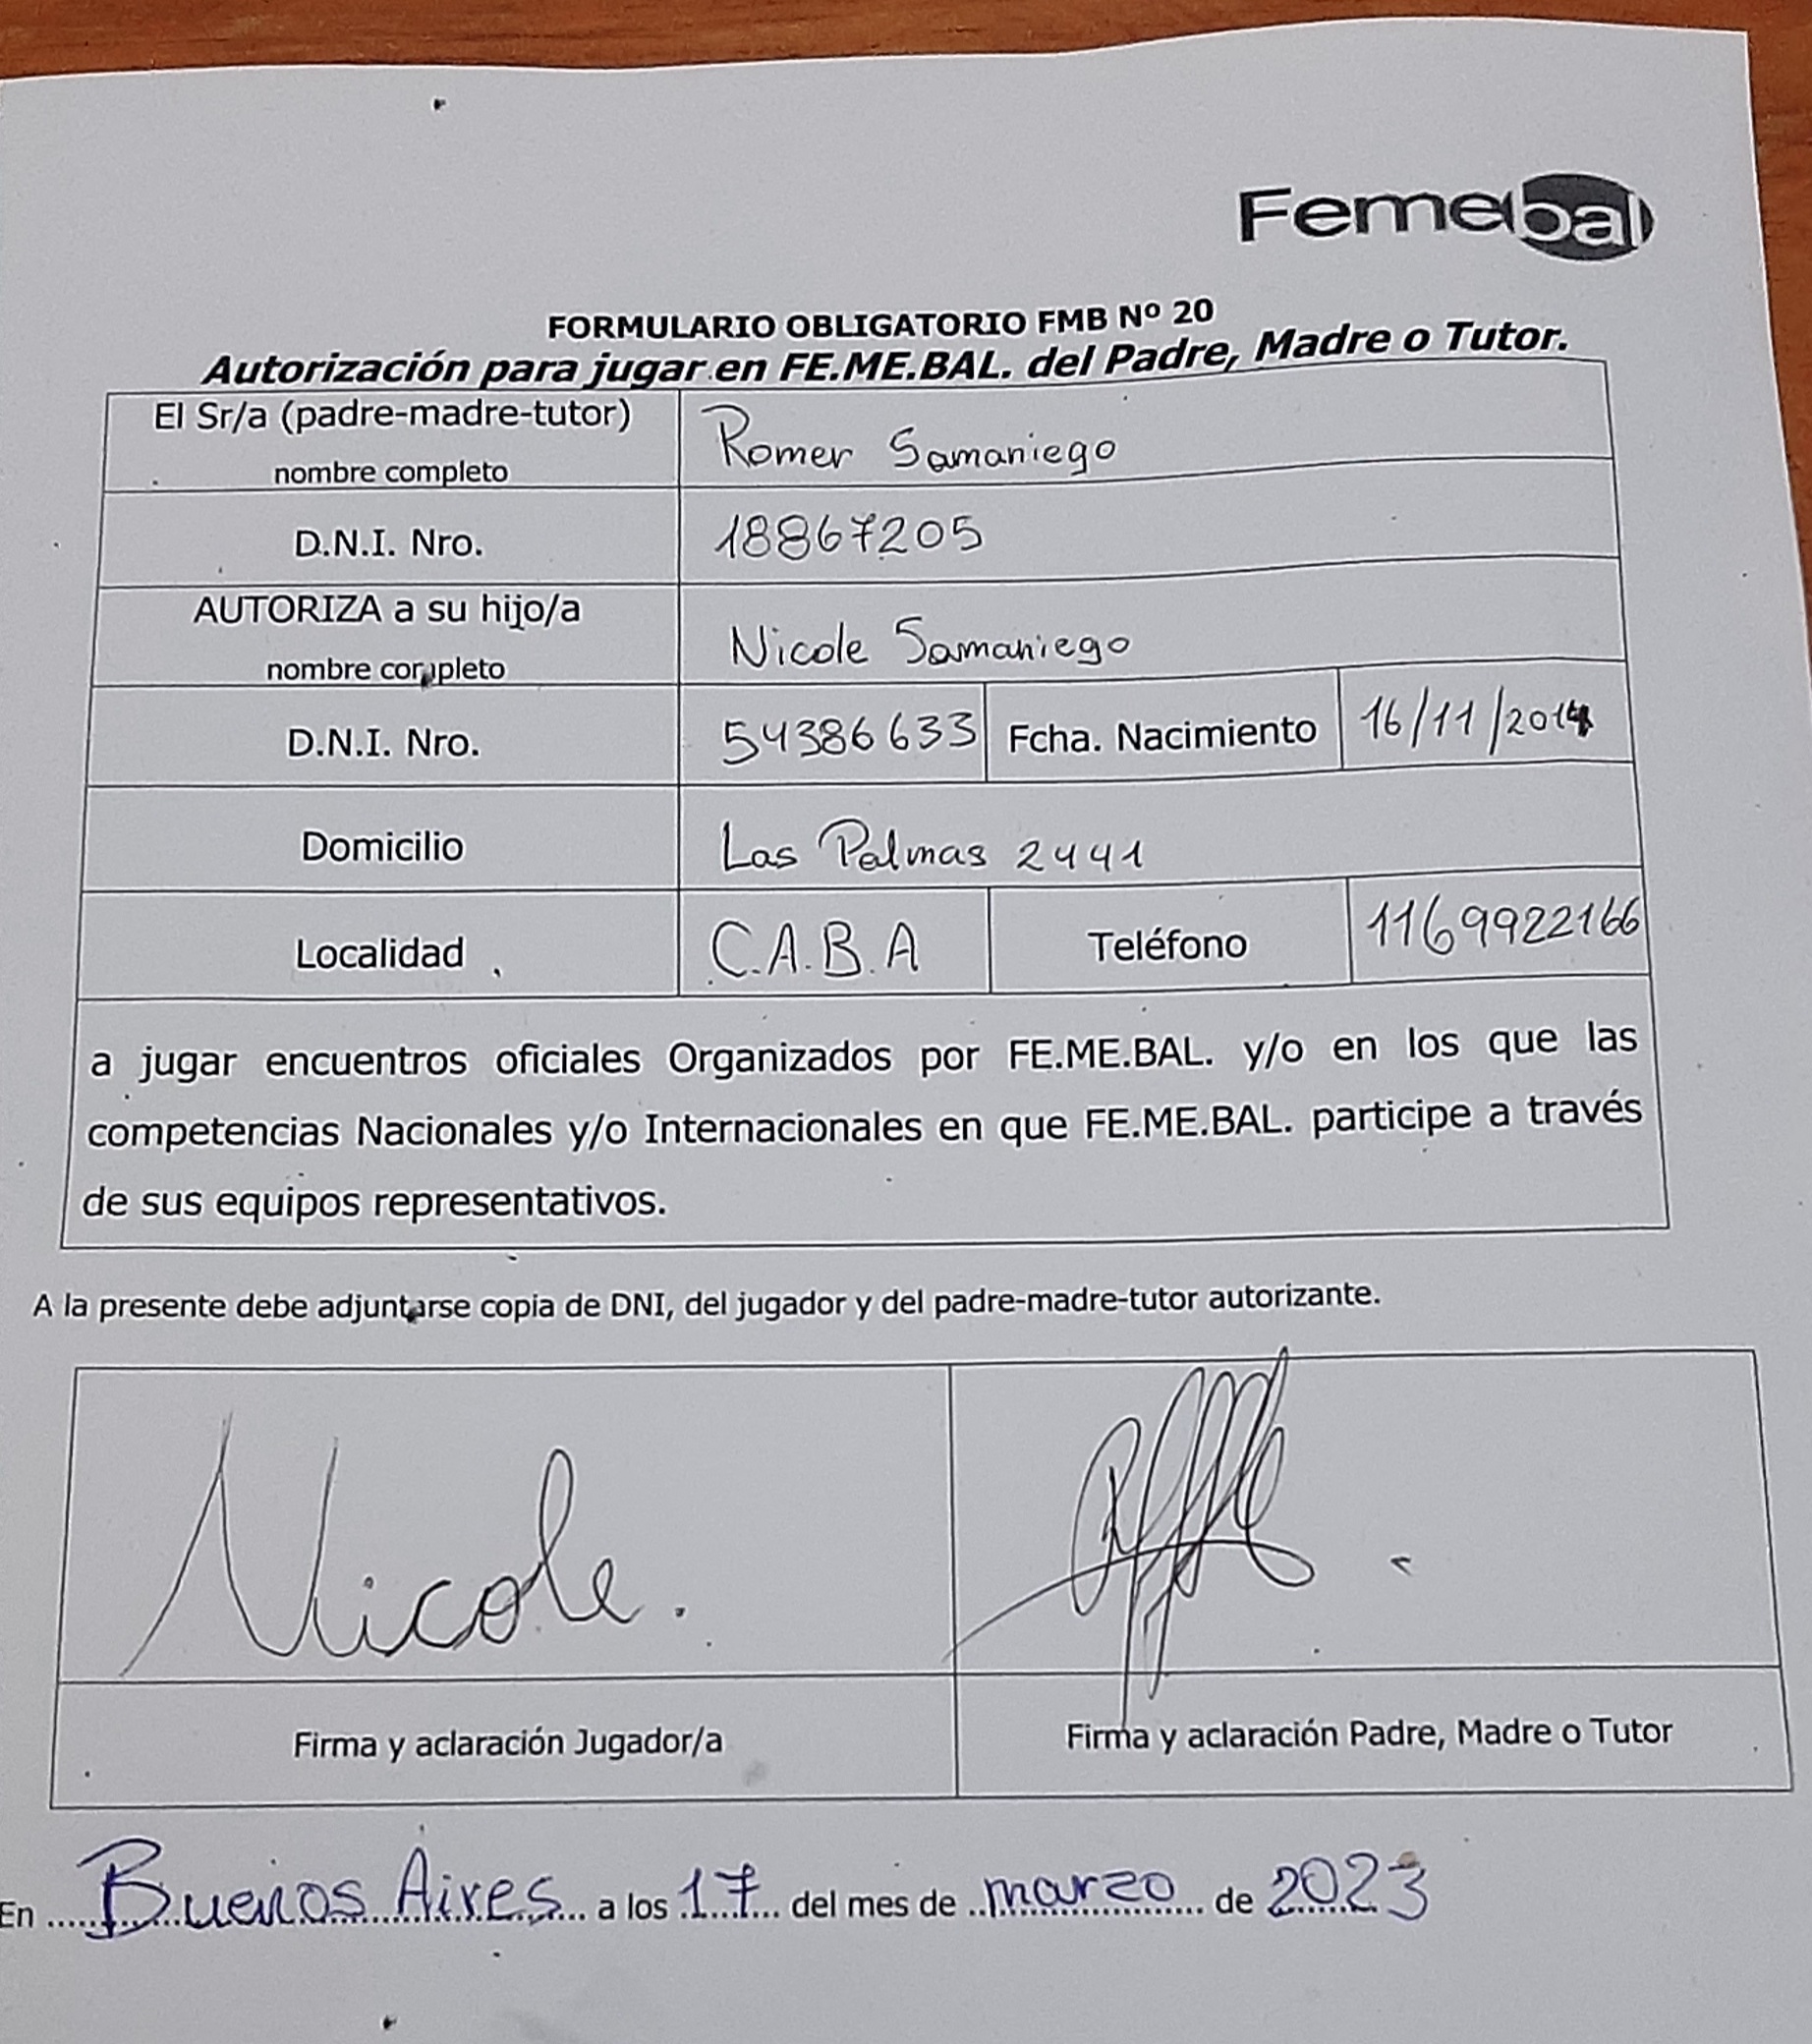 Femebal
FORMULARIO OBLIGATORIO FMB Nº 20
Autorización para jugar en FE.ME.BAL. del Padre, Madre o Tutor.
El Sr/a (padre-madre-tutor) Romer Samaniego
nombre completo
D.N.I. Nro. 18867205
AUTORIZA a su hijo/a Nicole Samaniego
nombre completo
D.N.I. Nro. 54386633 Fcha. Nacimiento 16/11/2014
Domicilio Las Palmas 2441
Localidad C.A.B.A Teléfono 1169922166
a jugar encuentros oficiales Organizados por FE.ME.BAL. y/o en los que las
competencias Nacionales y/o Internacionales en que FE.ME.BAL. participe a través
de sus equipos representativos.
A la presente debe adjuntarse copia de DNI, del jugador y del padre-madre-tutor autorizante.
Nicole.
Firma y aclaración Jugador/a Firma y aclaración Padre, Madre o Tutor
En Buenos Aires a los 17 del mes de marzo de 2023